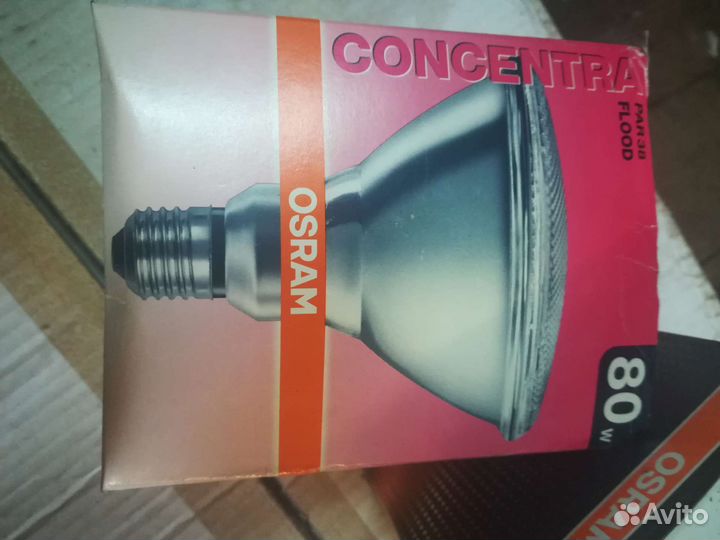 CONCENTRA
PAR 38
FLOOD
OSRAM
80 W
OSRAM
Avito